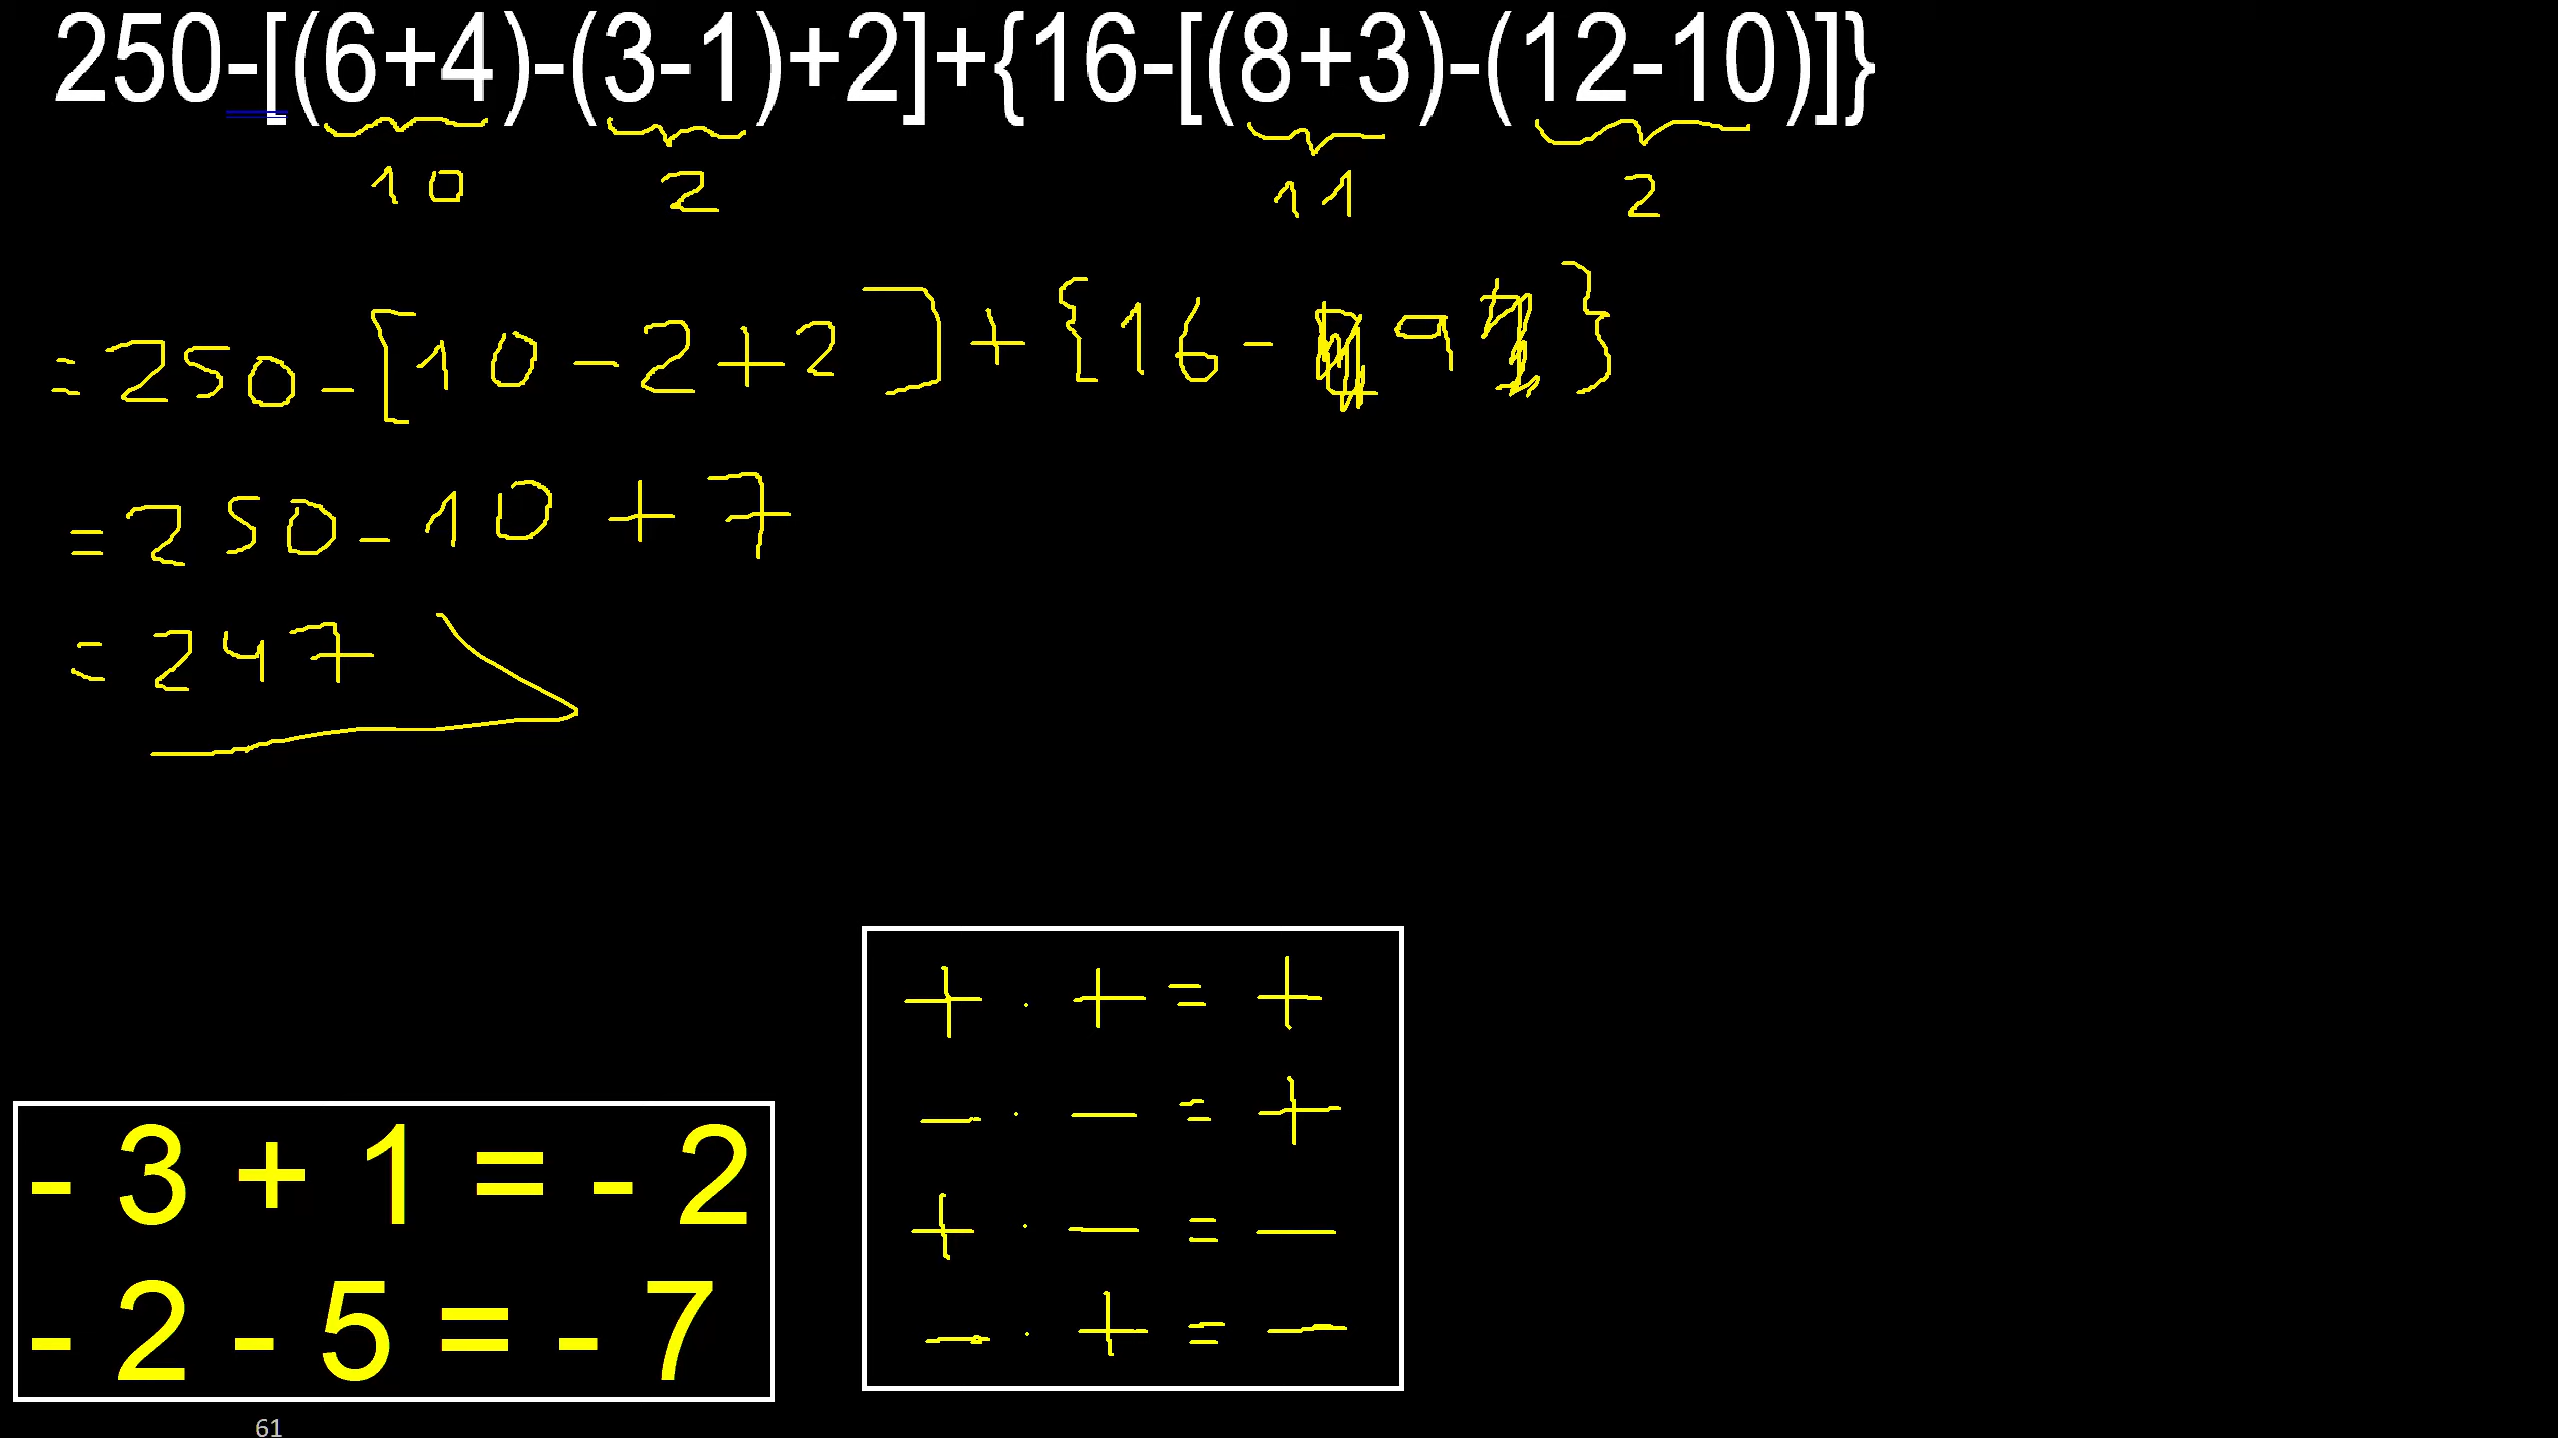 250-[(6+4)-(3-1)+2]+{16-[(8+3)-(12-10)]}
10 2 11 2
=250-[10-2+2]+{16-9}
=250-10+7
=247
+ . + = +
- . - = +
+ . - = -
- . + = -
- 3 + 1 = - 2
- 2 - 5 = - 7
61